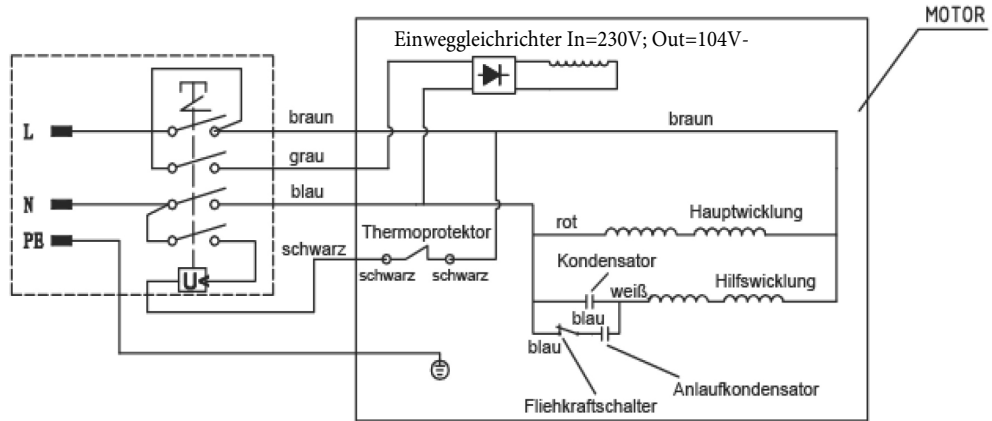 MOTOR
Einweggleichrichter In=230V; Out=104V-
L
braun
braun
grau
N
blau
PE
rot
Hauptwicklung
Thermoprotektor
schwarz
schwarz
schwarz
Kondensator
U<
weiß
Hilfswicklung
blau
blau
Anlaufkondensator
Fliehkraftschalter